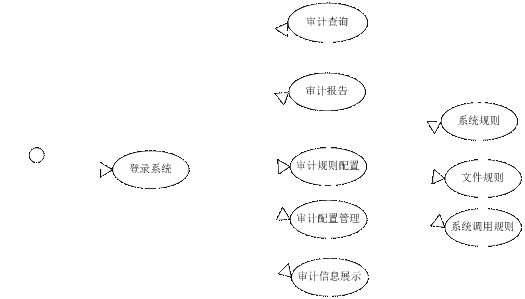 审计查询
审计报告
系统规则
登录系统
审计规则配置
文件规则
审计配置管理
系统调用规则
审计信息展示